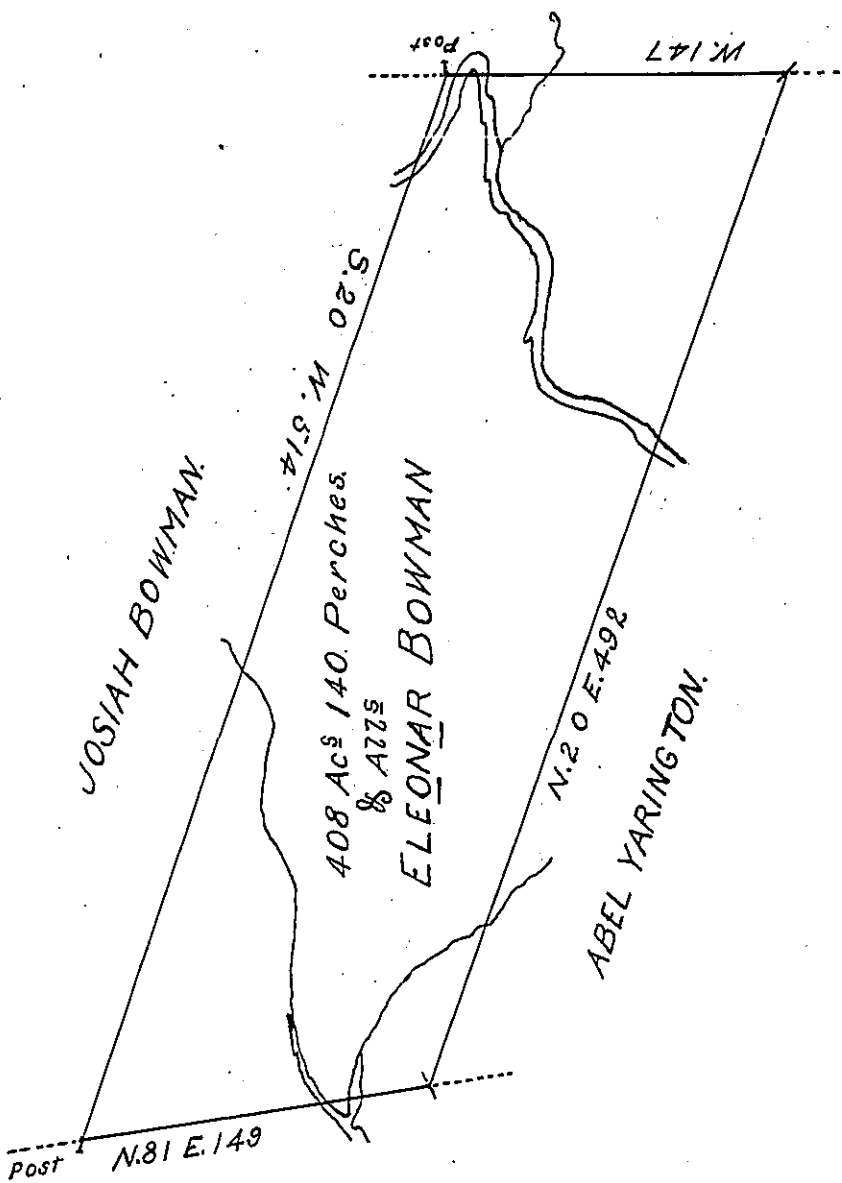 Post
W.147
S.20 W. 514.
JOSIAH BOWMAN.
408 Acs 140. Perches.
& Alls
ELEONAR BOWMAN
N.20 E.492
ABEL YARINGTON.
Post
N.81 E.149